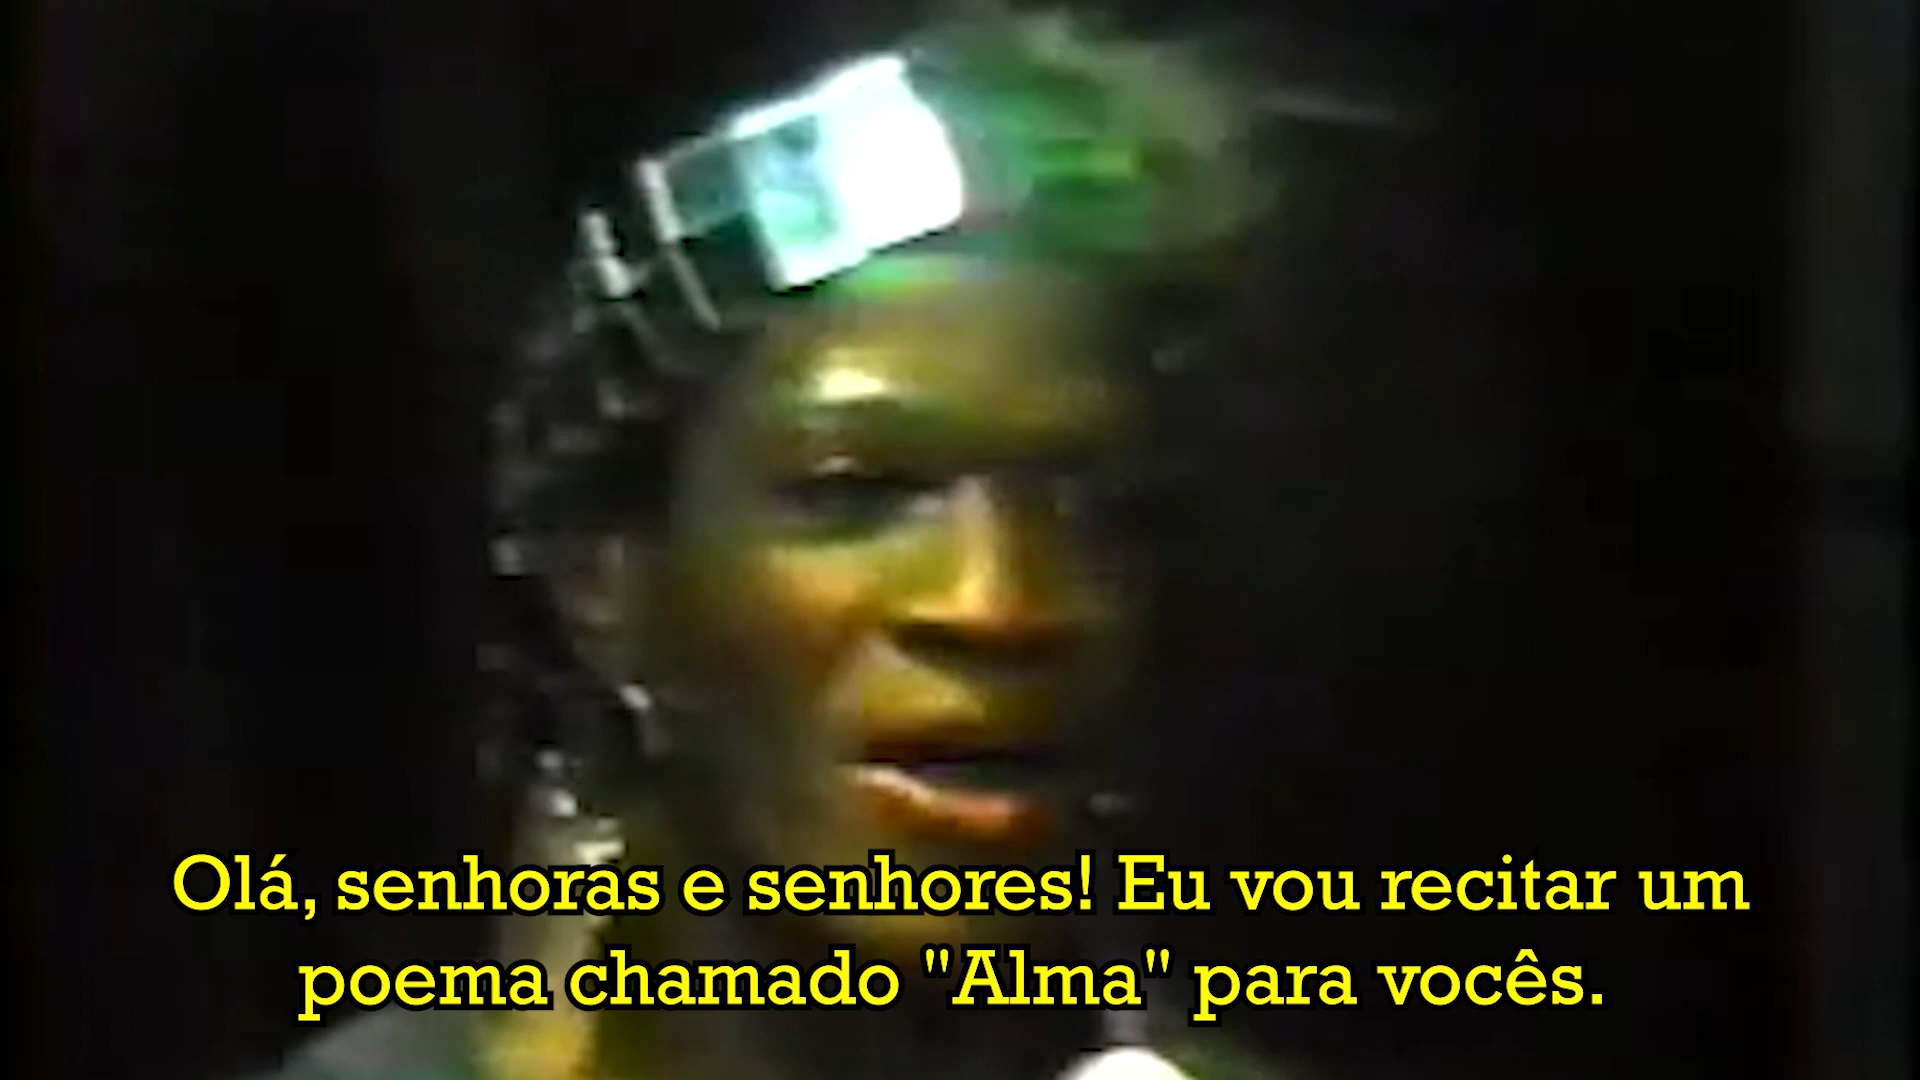 Olá, senhoras e senhores! Eu vou recitar um
poema chamado "Alma" para vocês.